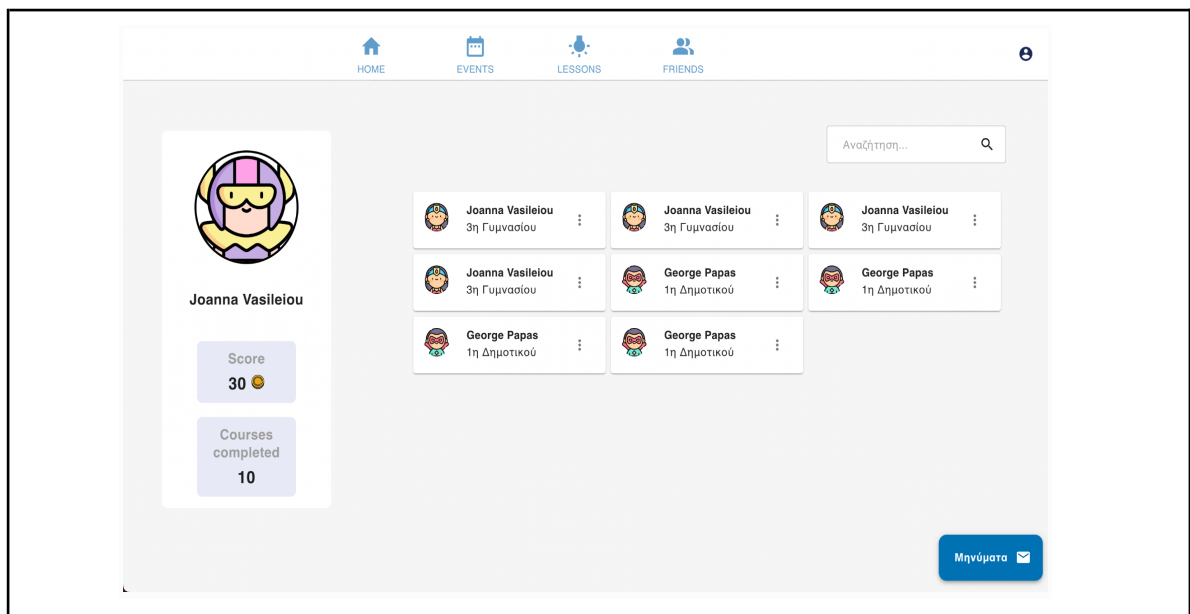 HOME EVENTS LESSONS FRIENDS
Αναζήτηση...
Joanna Vasileiou
Score
30
Courses
completed
10
Joanna Vasileiou
3η Γυμνασίου
Joanna Vasileiou
3η Γυμνασίου
Joanna Vasileiou
3η Γυμνασίου
Joanna Vasileiou
3η Γυμνασίου
George Papas
1η Δημοτικού
George Papas
1η Δημοτικού
George Papas
1η Δημοτικού
George Papas
1η Δημοτικού
Μηνύματα